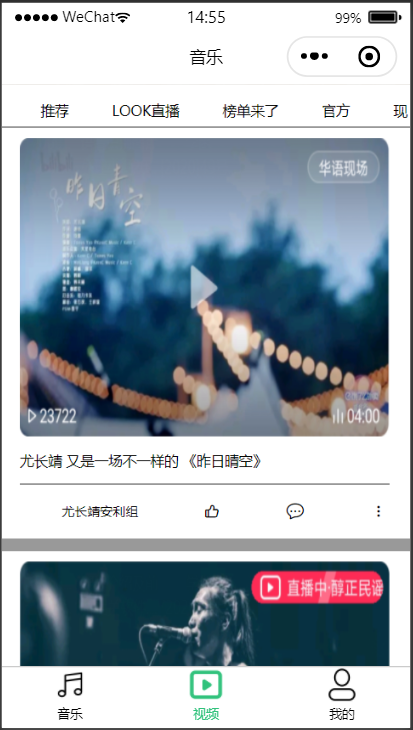 WeChat
14:55
99%
音乐
推荐 LOOK直播 榜单来了 官方 现
昨日青空
华语现场
23722
04:00
尤长靖 又是一场不一样的 《昨日晴空》
尤长靖安利组
直播中·醇正民谣
音乐
视频
我的